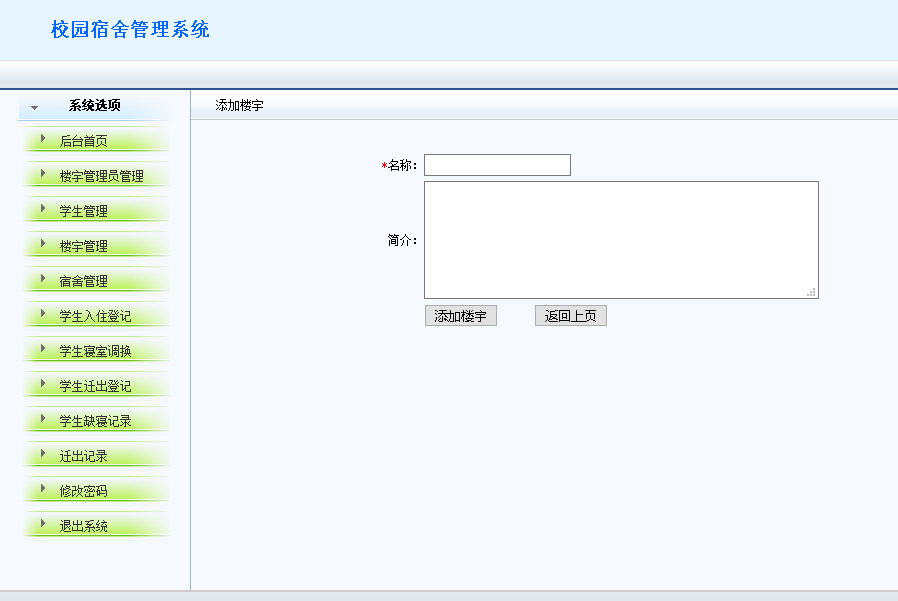 校园宿舍管理系统
系统选项
后台首页
楼宇管理员管理
学生管理
楼宇管理
宿舍管理
学生入住登记
学生寝室调换
学生迁出登记
学生缺寝记录
迁出记录
修改密码
退出系统
添加楼宇
*名称：
简介：
添加楼宇 返回上页